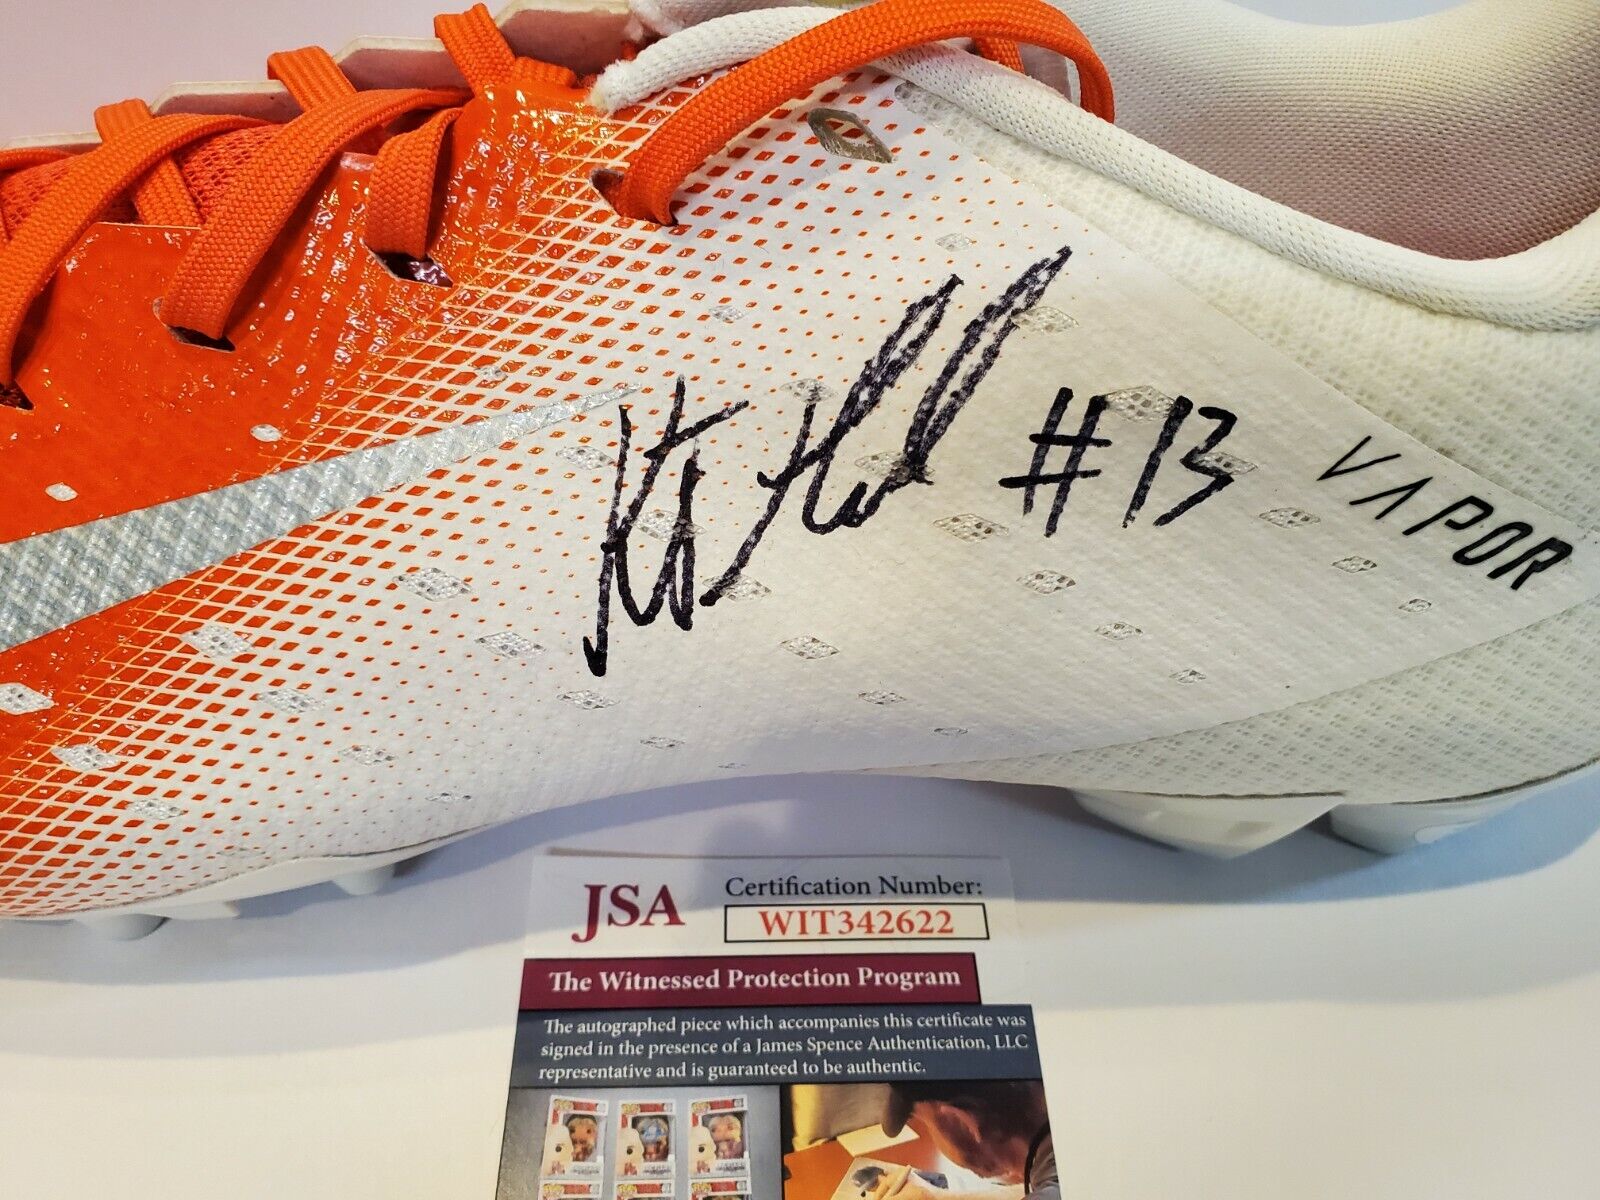 #13
VAPOR
JSA
Certification Number:
WIT342622
The Witnessed Protection Program
The autographed piece which accompanies this certificate was
signed in the presence of a James Spence Authentication, LLC
representative and is guaranteed to be authentic.